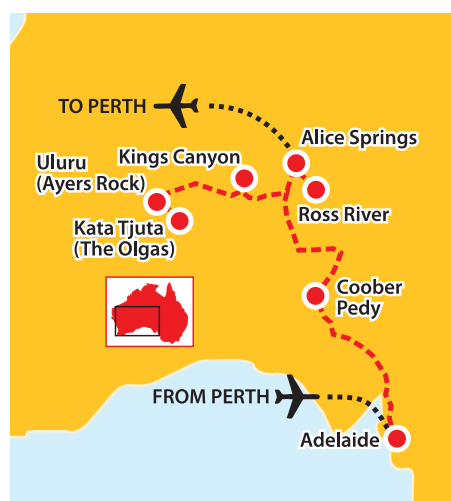 TO PERTH
Alice Springs
Kings Canyon
Uluru
(Ayers Rock)
Ross River
Kata Tjuta
(The Olgas)
Coober
Pedy
FROM PERTH
Adelaide